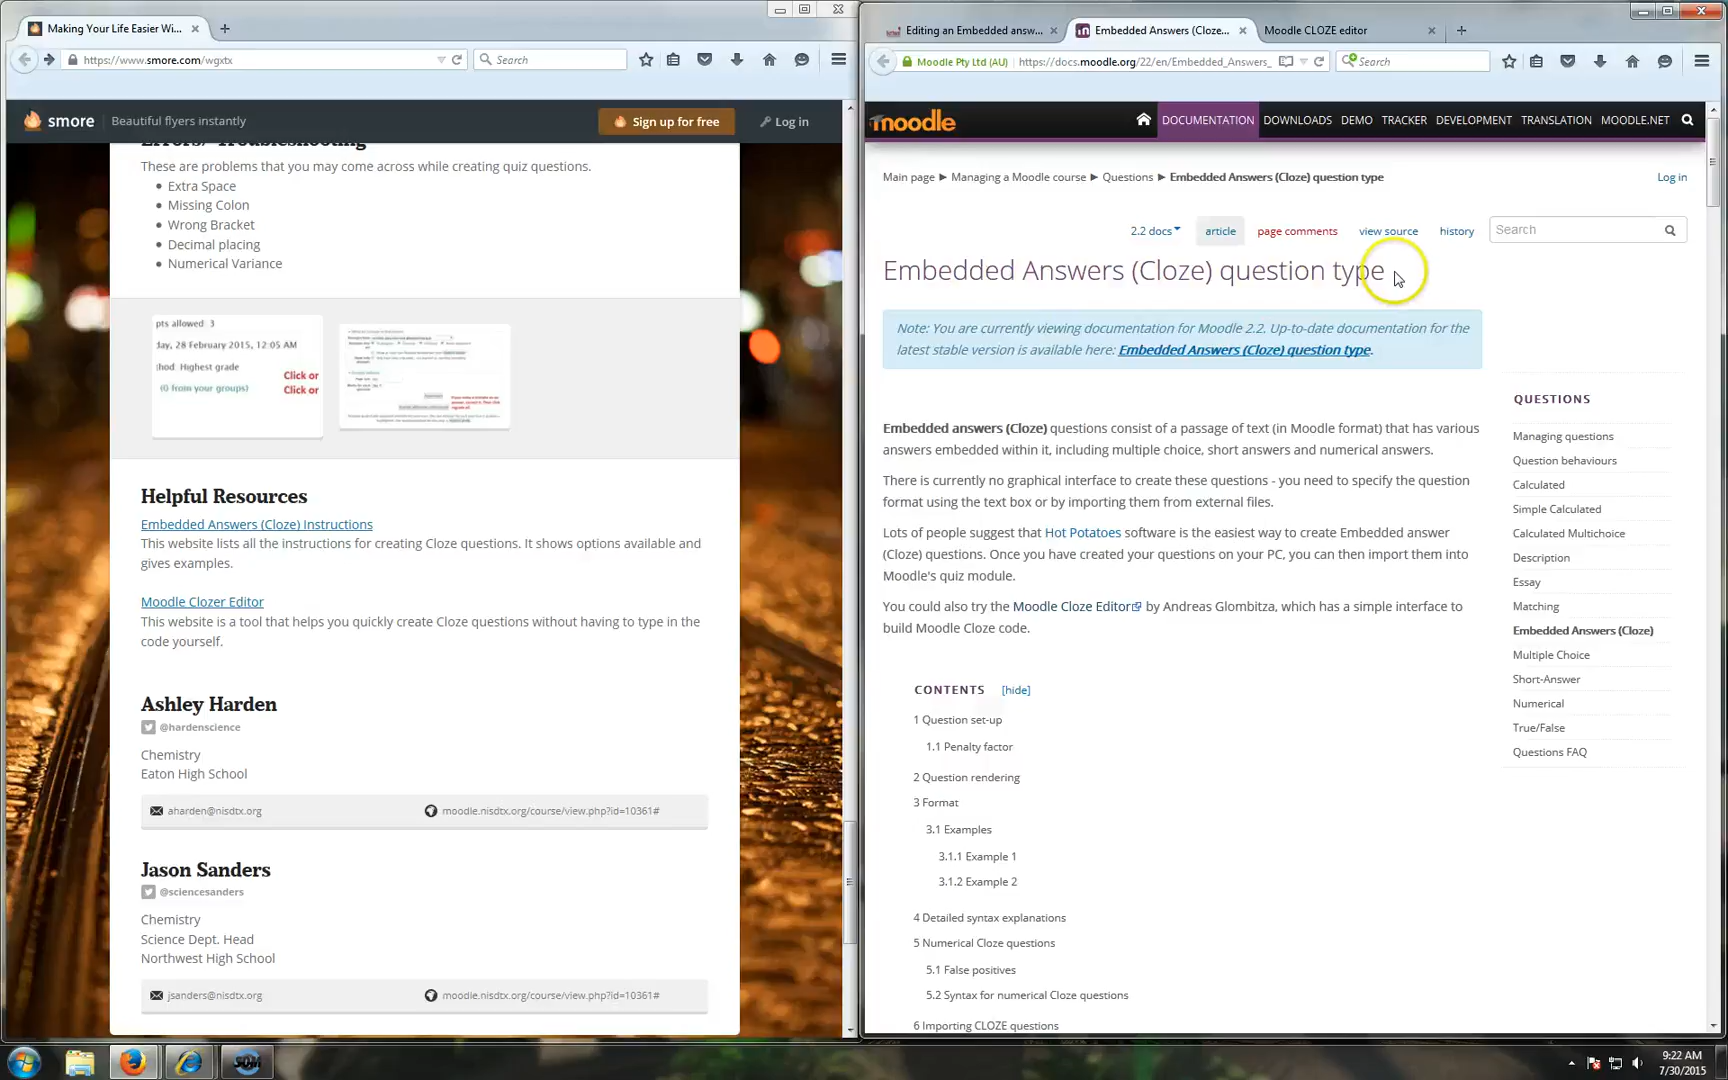 Making Your Life Easier Wi...
https://www.smore.com/wgxtx
Search
smore
Beautiful flyers instantly
Sign up for free
Log in
Errors/ Troubleshooting
These are problems that you may come across while creating quiz questions.
Extra Space
Missing Colon
Wrong Bracket
Decimal placing
Numerical Variance
pts allowed: 3
day, 28 February 2015, 12:05 AM
hod: Highest grade
Click or
(0 from your groups)
Click or
Helpful Resources
Embedded Answers (Cloze) Instructions
This website lists all the instructions for creating Cloze questions. It shows options available and
gives examples.
Moodle Clozer Editor
This website is a tool that helps you quickly create Cloze questions without having to type in the
code yourself.
Ashley Harden
@hardenscience
Chemistry
Eaton High School
aharden@nisdtx.org
moodle.nisdtx.org/course/view.php?id=10361#
Jason Sanders
@sciencesanders
Chemistry
Science Dept. Head
Northwest High School
jsanders@nisdtx.org
moodle.nisdtx.org/course/view.php?id=10361#
Editing an Embedded answ...
Embedded Answers (Cloze...
Moodle CLOZE editor
Moodle Pty Ltd (AU)
https://docs.moodle.org/22/en/Embedded_Answers_
Search
moodle
DOCUMENTATION
DOWNLOADS
DEMO
TRACKER
DEVELOPMENT
TRANSLATION
MOODLE.NET
Main page ▶ Managing a Moodle course ▶ Questions ▶ Embedded Answers (Cloze) question type
Log in
2.2 docs
article
page comments
view source
history
Search
Embedded Answers (Cloze) question type
Note: You are currently viewing documentation for Moodle 2.2. Up-to-date documentation for the
latest stable version is available here: Embedded Answers (Cloze) question type.
Embedded answers (Cloze) questions consist of a passage of text (in Moodle format) that has various
answers embedded within it, including multiple choice, short answers and numerical answers.
There is currently no graphical interface to create these questions - you need to specify the question
format using the text box or by importing them from external files.
Lots of people suggest that Hot Potatoes software is the easiest way to create Embedded answer
(Cloze) questions. Once you have created your questions on your PC, you can then import them into
Moodle's quiz module.
You could also try the Moodle Cloze Editor by Andreas Glombitza, which has a simple interface to
build Moodle Cloze code.
CONTENTS [hide]
1 Question set-up
1.1 Penalty factor
2 Question rendering
3 Format
3.1 Examples
3.1.1 Example 1
3.1.2 Example 2
4 Detailed syntax explanations
5 Numerical Cloze questions
5.1 False positives
5.2 Syntax for numerical Cloze questions
6 Importing CLOZE questions
QUESTIONS
Managing questions
Question behaviours
Calculated
Simple Calculated
Calculated Multichoice
Description
Essay
Matching
Embedded Answers (Cloze)
Multiple Choice
Short-Answer
Numerical
True/False
Questions FAQ
9:22 AM
7/30/2015